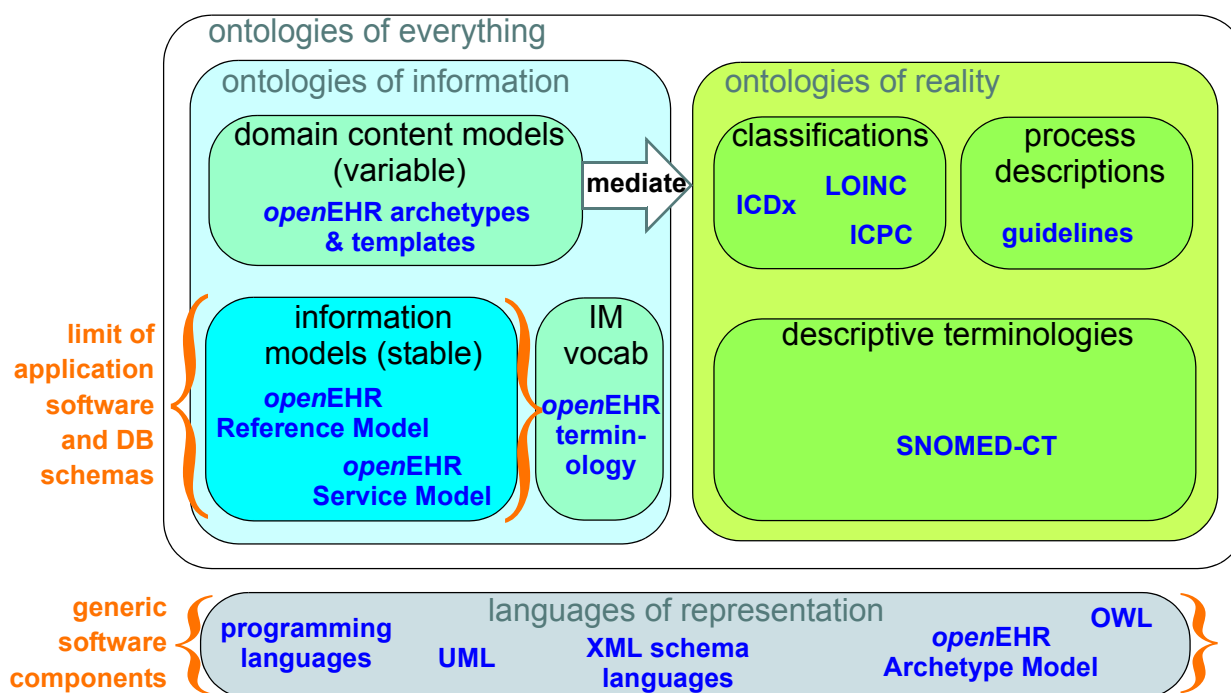 ontologies of everything
ontologies of information
domain content models
(variable)
openEHR archetypes
& templates
mediate
ontologies of reality
classifications
ICDx
LOINC
ICPC
process
descriptions
guidelines
limit of
application
software
and DB
schemas
information
models (stable)
openEHR
Reference Model
openEHR
Service Model
IM
vocab
openEHR
termin-
ology
descriptive terminologies
SNOMED-CT
generic
software
components
languages of representation
programming
languages
UML
XML schema
languages
openEHR
Archetype Model
OWL